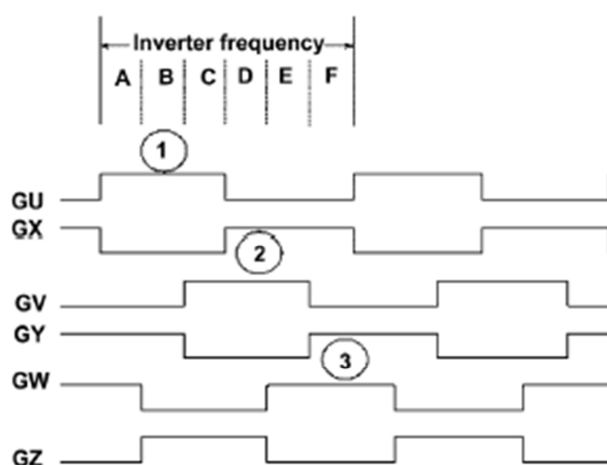 Inverter frequency
A B C D E F
1
GU
GX
2
GV
GY
3
GW
GZ